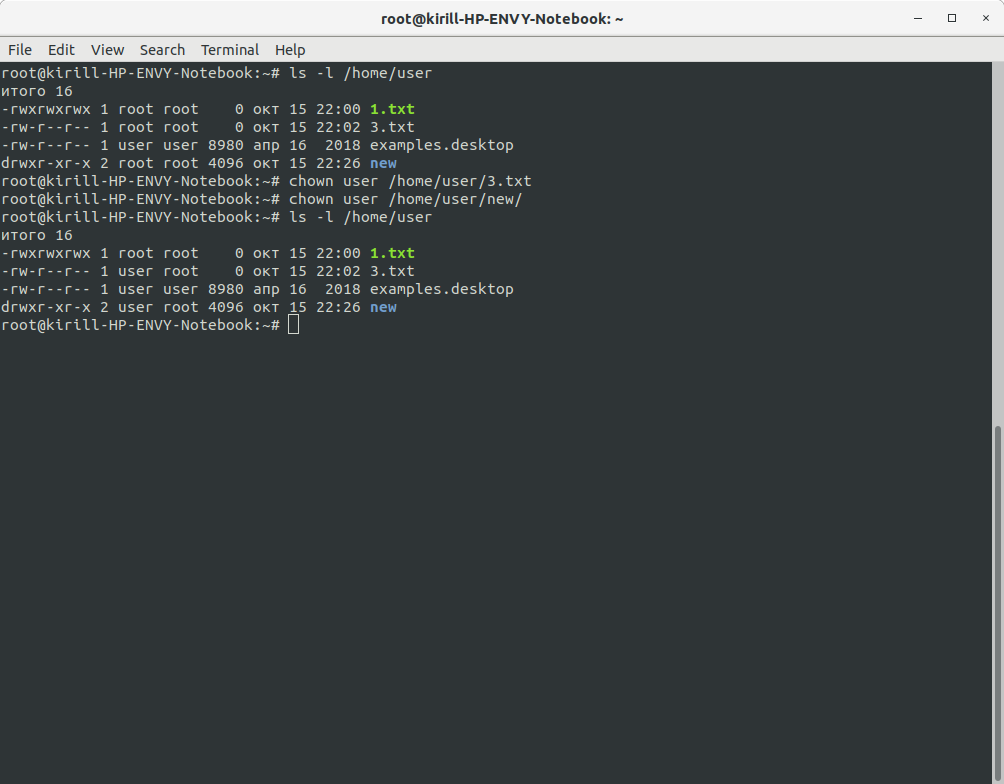 root@kirill-HP-ENVY-Notebook: ~
File Edit View Search Terminal Help
root@kirill-HP-ENVY-Notebook:~# ls -l /home/user
итого 16
-rwxrwxrwx 1 root root    0 окт 15 22:00 1.txt
-rw-r--r-- 1 root root    0 окт 15 22:02 3.txt
-rw-r--r-- 1 user user 8980 апр 16  2018 examples.desktop
drwxr-xr-x 2 root root 4096 окт 15 22:26 new
root@kirill-HP-ENVY-Notebook:~# chown user /home/user/3.txt
root@kirill-HP-ENVY-Notebook:~# chown user /home/user/new/
root@kirill-HP-ENVY-Notebook:~# ls -l /home/user
итого 16
-rwxrwxrwx 1 root root    0 окт 15 22:00 1.txt
-rw-r--r-- 1 user root    0 окт 15 22:02 3.txt
-rw-r--r-- 1 user user 8980 апр 16  2018 examples.desktop
drwxr-xr-x 2 user root 4096 окт 15 22:26 new
root@kirill-HP-ENVY-Notebook:~#